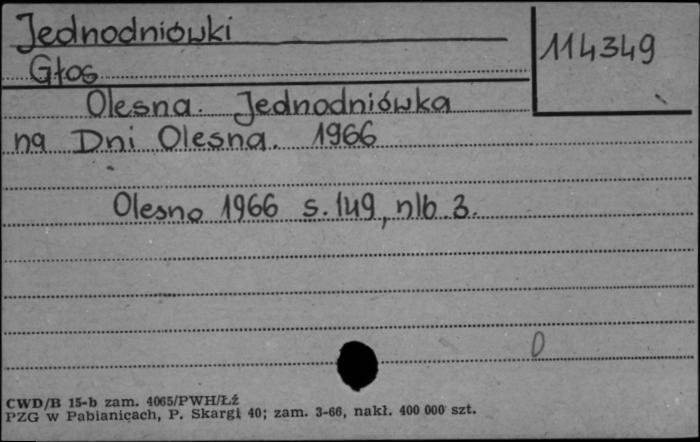 Jednodniówki
114349
Głos
Olesna. Jednodniówka
na Dni Olesna. 1966
Olesno 1966 s. 149, nlb. 3.
D
CWD/B 15-b zam. 4065/PWH/Łź
PZG w Pabianicach, P. Skargi 40; zam. 3-66, nakł. 400 000 szt.